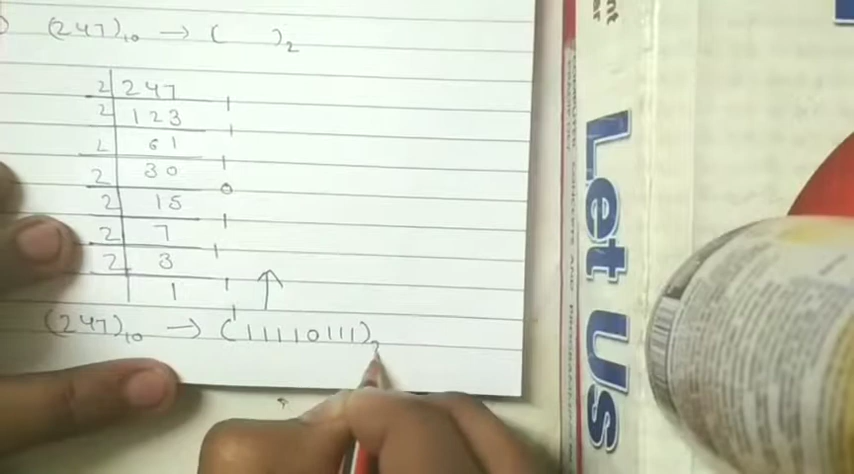 (247)₁₀ → ( )₂
2 247
2 123 1
2 61 1
2 30 1
2 15 0
2 7 1
2 3 1
1 1 ↑
(247)₁₀ → (11110111)₂
Let Us